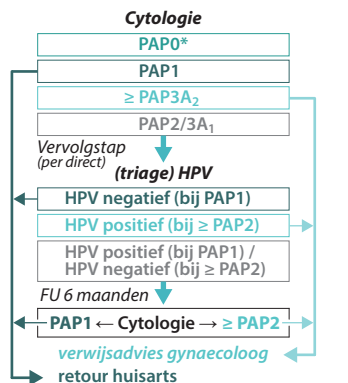 Cytologie
PAP0*
PAP1
≥ PAP3A₂
PAP2/3A₁
Vervolgstap
(per direct)
(triage) HPV
HPV negatief (bij PAP1)
HPV positief (bij ≥ PAP2)
HPV positief (bij PAP1) /
HPV negatief (bij ≥ PAP2)
FU 6 maanden
PAP1 ← Cytologie → ≥ PAP2
verwijsadvies gynaecoloog
retour huisarts